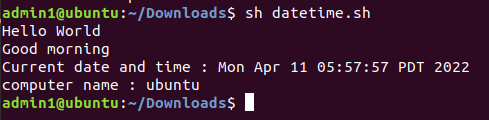 admin1@ubuntu:~/Downloads$ sh datetime.sh
Hello World
Good morning
Current date and time : Mon Apr 11 05:57:57 PDT 2022
computer name : ubuntu
admin1@ubuntu:~/Downloads$